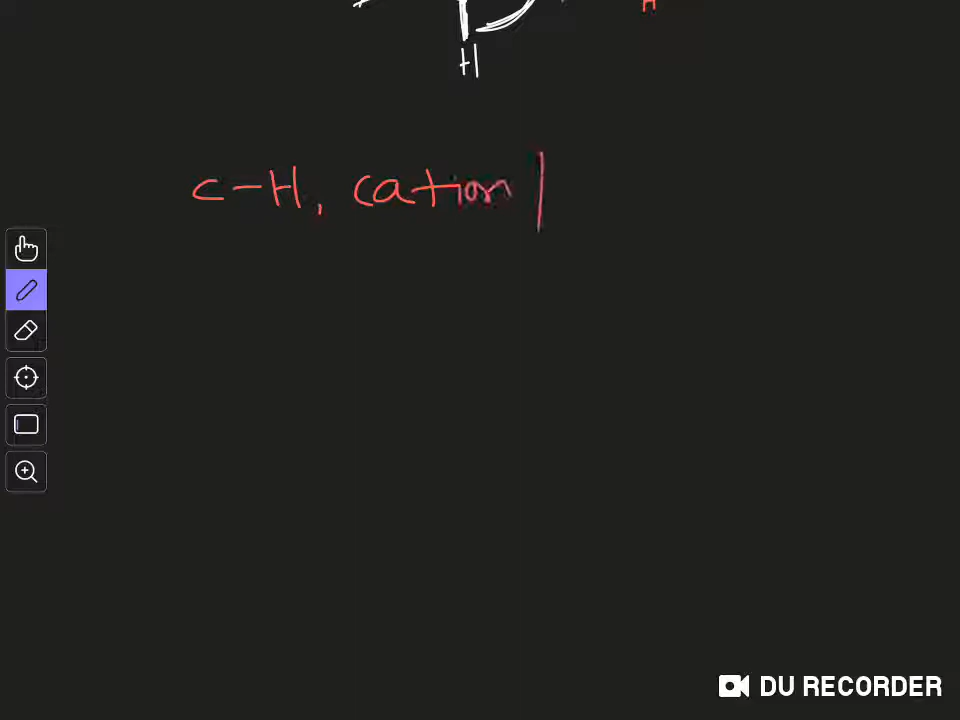 H
H
c-H, cation |
DU RECORDER